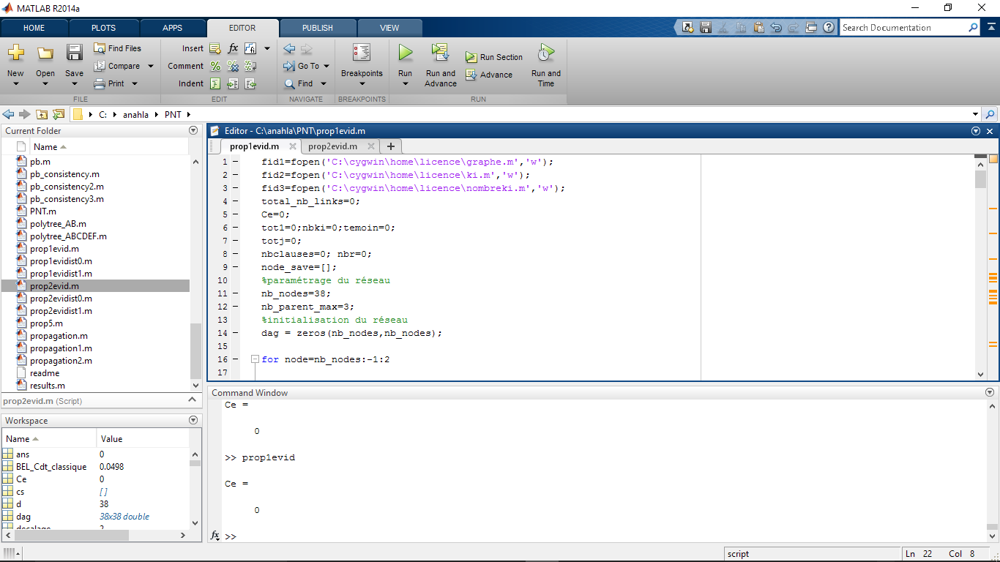 MATLAB R2014a
HOME PLOTS APPS EDITOR PUBLISH VIEW
Search Documentation
New Open Save
Find Files
Compare
Print
Insert
Comment
Indent
Go To
Find
Breakpoints
Run
Run and Advance
Run Section
Advance
Run and Time
FILE EDIT NAVIGATE BREAKPOINTS RUN
C: anahla PNT
Current Folder
Name
pb.m
pb_consistency.m
pb_consistency2.m
pb_consistency3.m
PNT.m
polytree_AB.m
polytree_ABCDEF.m
prop1evid.m
prop1evidist0.m
prop1evidist1.m
prop2evid.m
prop2evidist0.m
prop2evidist1.m
prop5.m
propagation.m
propagation1.m
propagation2.m
readme
results.m
prop2evid.m (Script)
Workspace
Name Value
ans 0
BEL_Cdt_classique 0.0498
Ce 0
cs []
d 38
dag 38x38 double
decalage 2
Editor - C:\anahla\PNT\prop1evid.m
prop1evid.m prop2evid.m
1 fid1=fopen('C:\cygwin\home\licence\graphe.m','w');
2 fid2=fopen('C:\cygwin\home\licence\ki.m','w');
3 fid3=fopen('C:\cygwin\home\licence\nombreki.m','w');
4 total_nb_links=0;
5 Ce=0;
6 tot1=0;nbki=0;temoin=0;
7 totj=0;
8 nbclauses=0; nbr=0;
9 node_save=[];
10 %paramétrage du réseau
11 nb_nodes=38;
12 nb_parent_max=3;
13 %initialisation du réseau
14 dag = zeros(nb_nodes,nb_nodes);
15
16 for node=nb_nodes:-1:2
17
Command Window
Ce =
0
>> prop1evid
Ce =
0
fx >>
script
Ln 22 Col 8